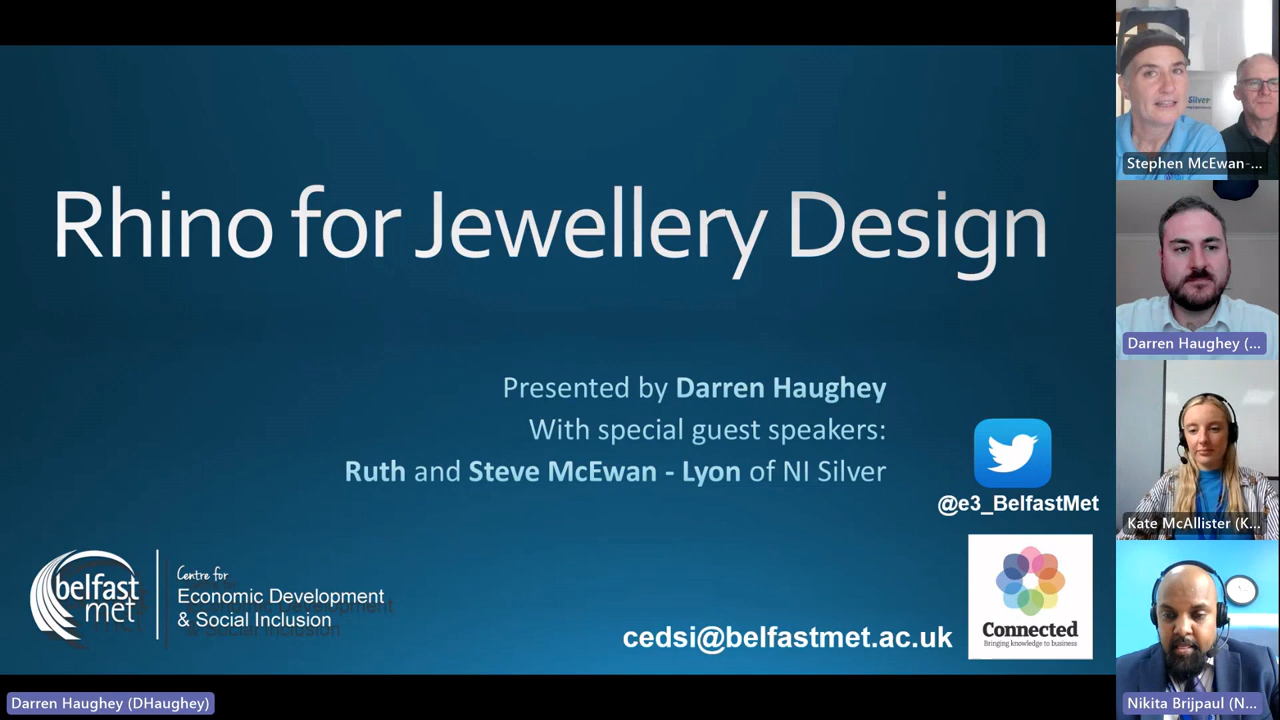 Rhino for Jewellery Design
Presented by Darren Haughey
With special guest speakers:
Ruth and Steve McEwan - Lyon of NI Silver
@e3_BelfastMet
belfast
met
Centre for
Economic Development
& Social Inclusion
cedsi@belfastmet.ac.uk
Connected
Bringing knowledge to business
Darren Haughey (DHaughey)
Silver
Stephen McEwan-...
Darren Haughey (...
Kate McAllister (K...
Nikita Brijpaul (N...